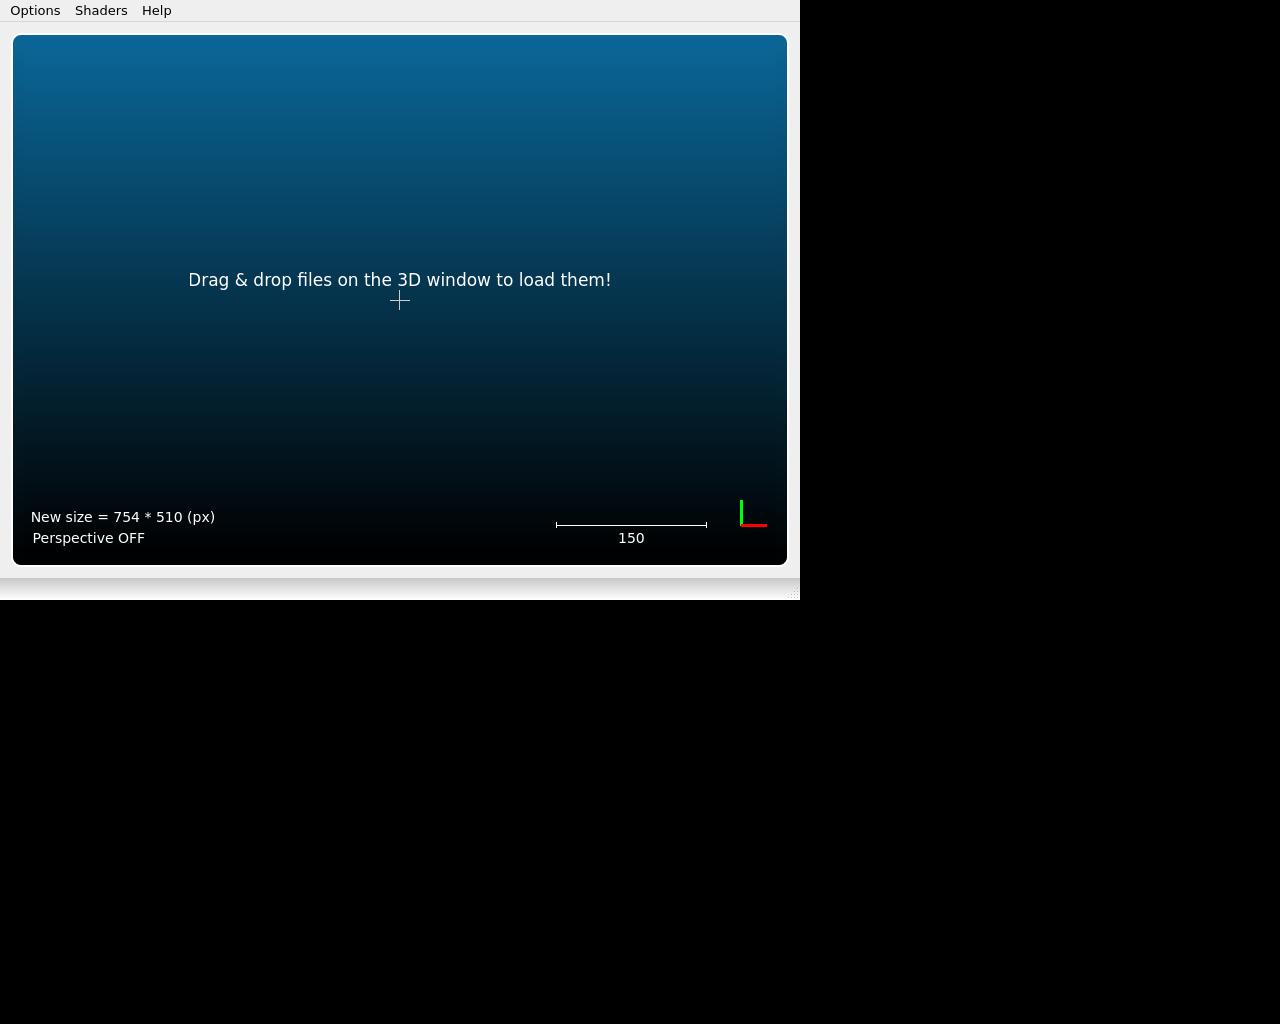 Options Shaders Help
Drag & drop files on the 3D window to load them!
New size = 754 * 510 (px)
Perspective OFF
150